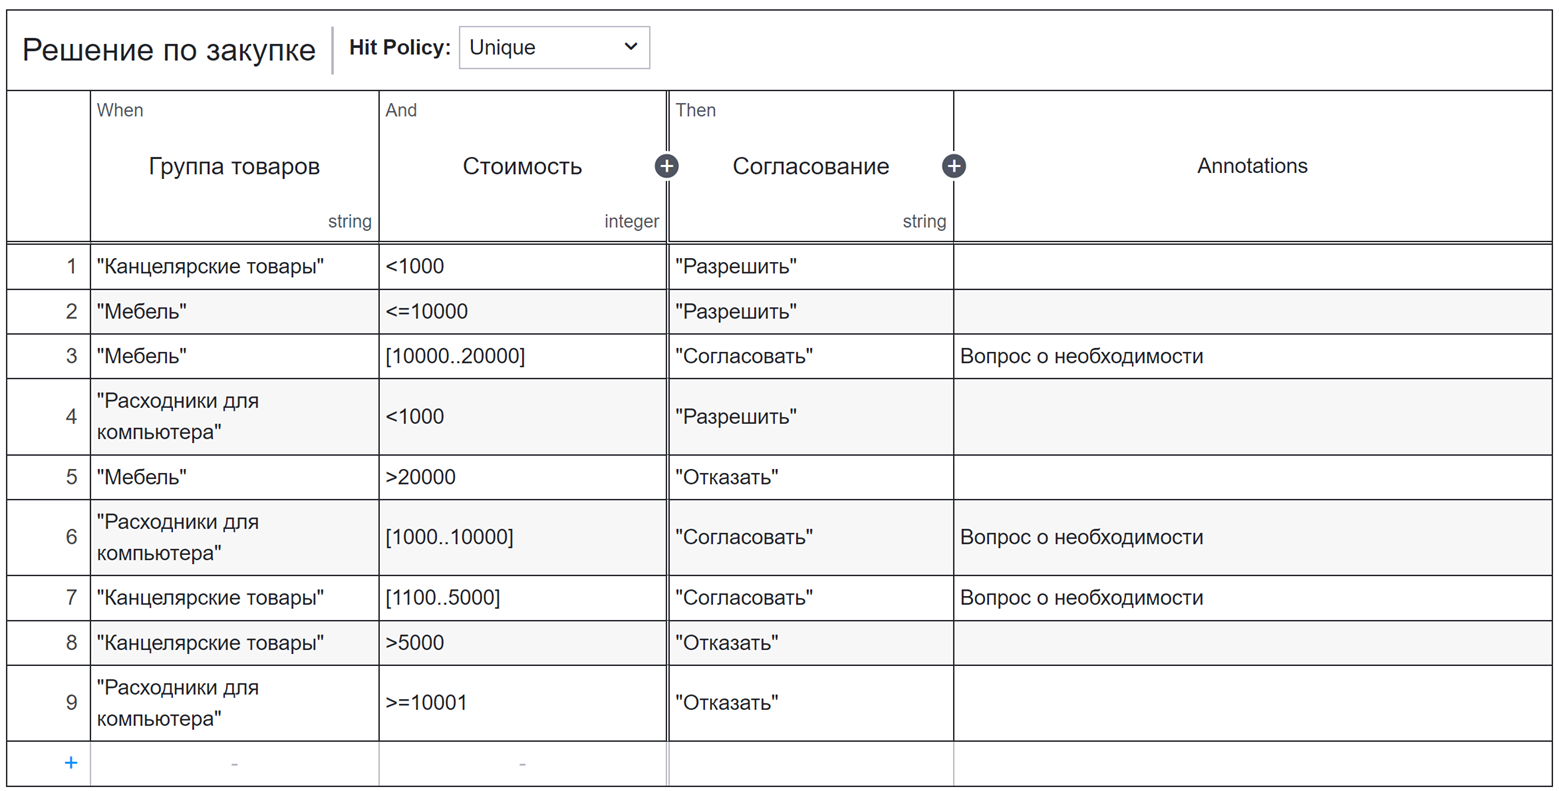 Решение по закупке Hit Policy: Unique
When And Then
Группа товаров Стоимость + Согласование + Annotations
string integer string
1 "Канцелярские товары" <1000 "Разрешить"
2 "Мебель" <=10000 "Разрешить"
3 "Мебель" [10000..20000] "Согласовать" Вопрос о необходимости
"Расходники для
4 <1000 "Разрешить"
компьютера"
5 "Мебель" >20000 "Отказать"
"Расходники для
6 [1000..10000] "Согласовать" Вопрос о необходимости
компьютера"
7 "Канцелярские товары" [1100..5000] "Согласовать" Вопрос о необходимости
8 "Канцелярские товары" >5000 "Отказать"
"Расходники для
9 >=10001 "Отказать"
компьютера"
+ - -